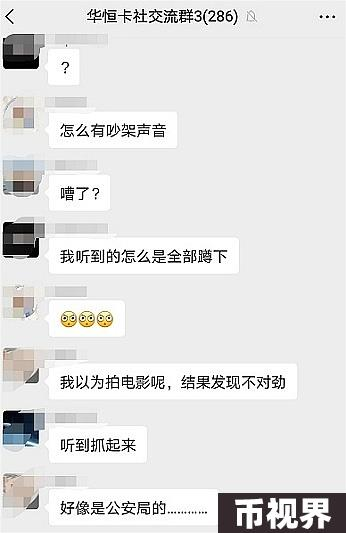 华恒卡社交流群3(286)
?
怎么有吵架声音
嘈了?
我听到的怎么是全部蹲下
我以为拍电影呢，结果发现不对劲
听到抓起来
好像是公安局的…………
币视界